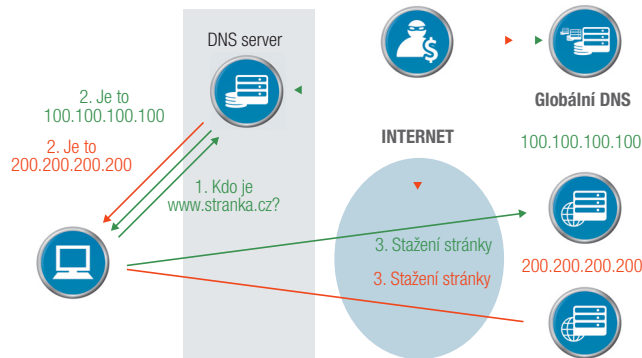 DNS server
2. Je to
100.100.100.100
2. Je to
200.200.200.200
1. Kdo je
www.stranka.cz?
INTERNET
Globální DNS
100.100.100.100
3. Stažení stránky
200.200.200.200
3. Stažení stránky